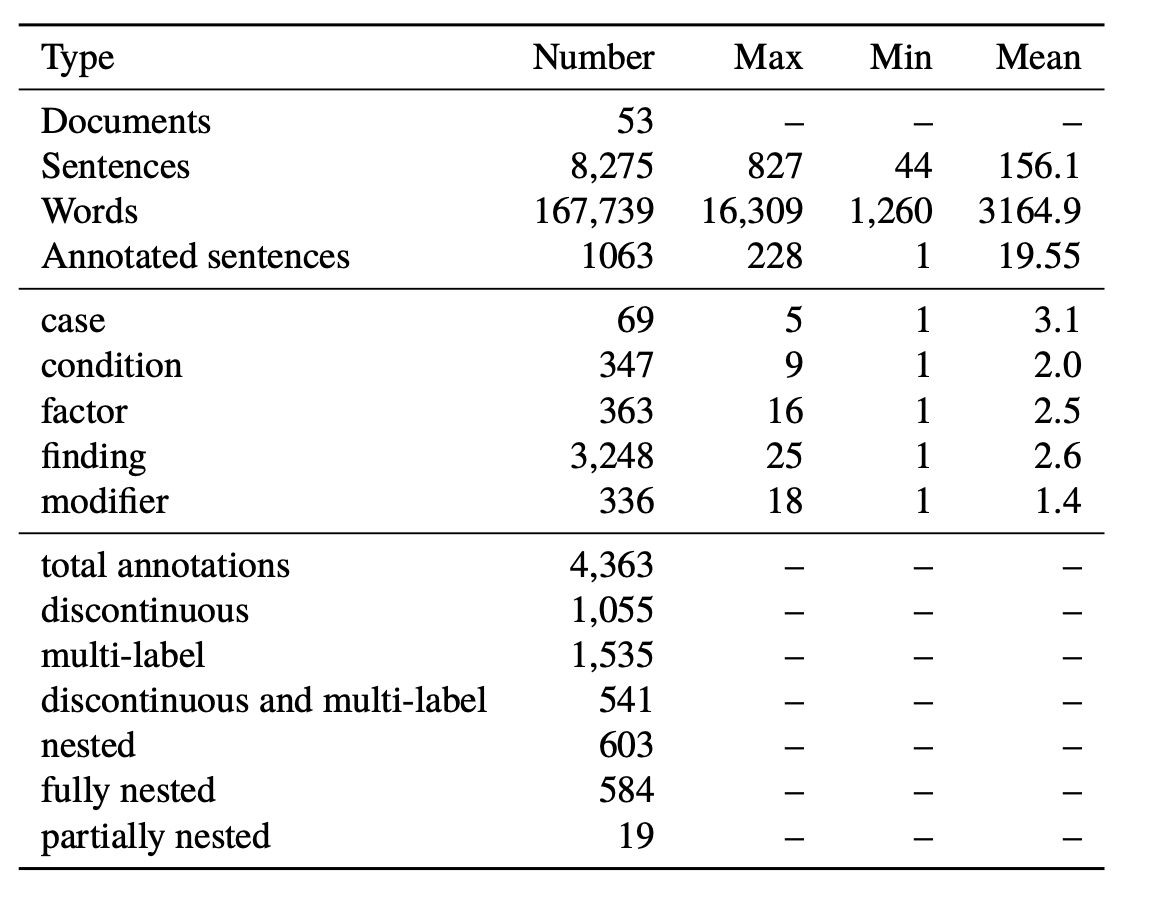 Type Number Max Min Mean
Documents 53 – – –
Sentences 8,275 827 44 156.1
Words 167,739 16,309 1,260 3164.9
Annotated sentences 1063 228 1 19.55
case 69 5 1 3.1
condition 347 9 1 2.0
factor 363 16 1 2.5
finding 3,248 25 1 2.6
modifier 336 18 1 1.4
total annotations 4,363 – – –
discontinuous 1,055 – – –
multi-label 1,535 – – –
discontinuous and multi-label 541 – – –
nested 603 – – –
fully nested 584 – – –
partially nested 19 – – –